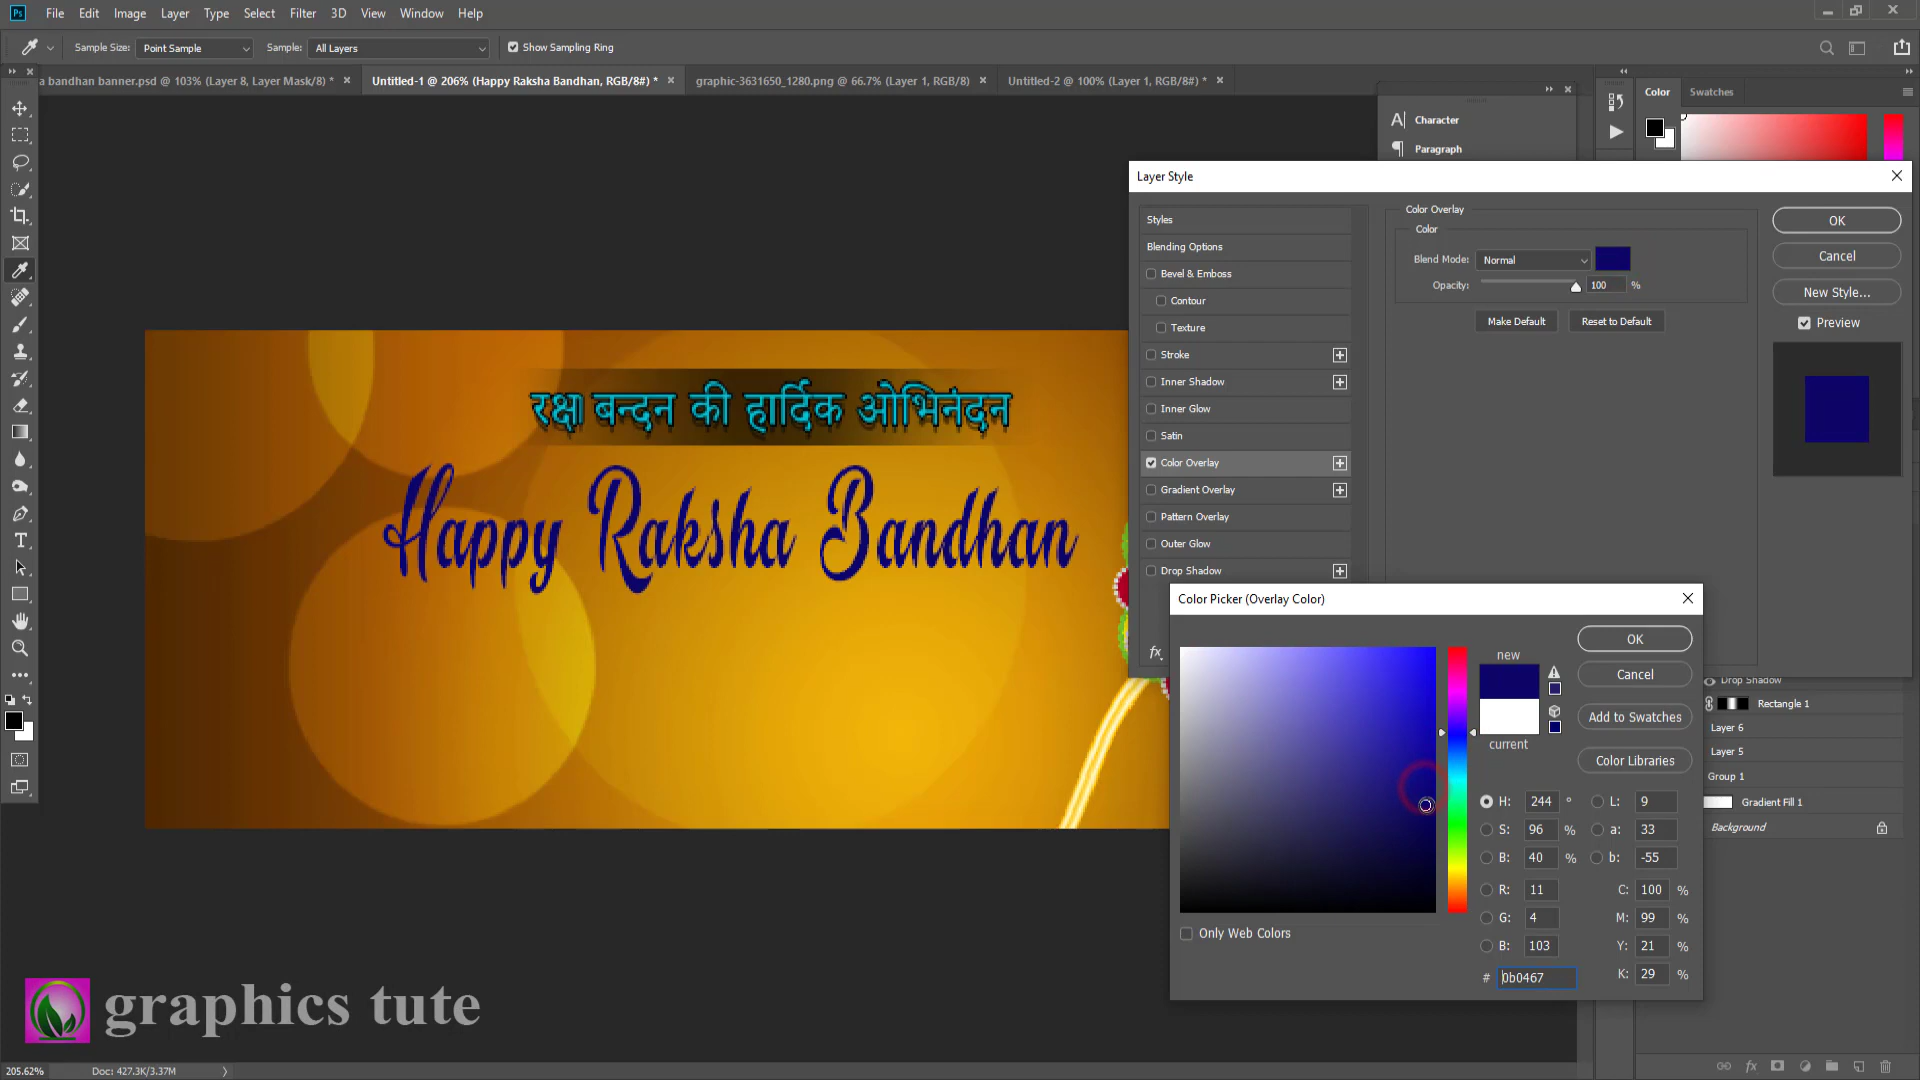 Ps File Edit Image Layer Type Select Filter 3D View Window Help
Sample Size: Point Sample Sample: All Layers Show Sampling Ring
a bandhan banner.psd @ 103% (Layer 8, Layer Mask/8) * Untitled-1 @ 206% (Happy Raksha Bandhan, RGB/8#) * graphic-3631650_1280.png @ 66.7% (Layer 1, RGB/8) Untitled-2 @ 100% (Layer 1, RGB/8#) *
Color Swatches
Character
Paragraph
Layer Style
Styles
Blending Options
Bevel & Emboss
Contour
Texture
Stroke
Inner Shadow
Inner Glow
Satin
Color Overlay
Gradient Overlay
Pattern Overlay
Outer Glow
Drop Shadow
fx
Color Overlay
Color
Blend Mode: Normal
Opacity: 100 %
Make Default Reset to Default
OK
Cancel
New Style...
Preview
रक्षा बन्दन की हार्दिक ओभिनंदन
Happy Raksha Bandhan
Color Picker (Overlay Color)
new
current
OK
Cancel
Add to Swatches
Color Libraries
H: 244 ° L: 9
S: 96 % a: 33
B: 40 % b: -55
R: 11 C: 100 %
G: 4 M: 99 %
B: 103 Y: 21 %
# 0b0467 K: 29 %
Only Web Colors
Drop Shadow
Rectangle 1
Layer 6
Layer 5
Group 1
Gradient Fill 1
Background
graphics tute
205.62% Doc: 427.3K/3.37M
fx